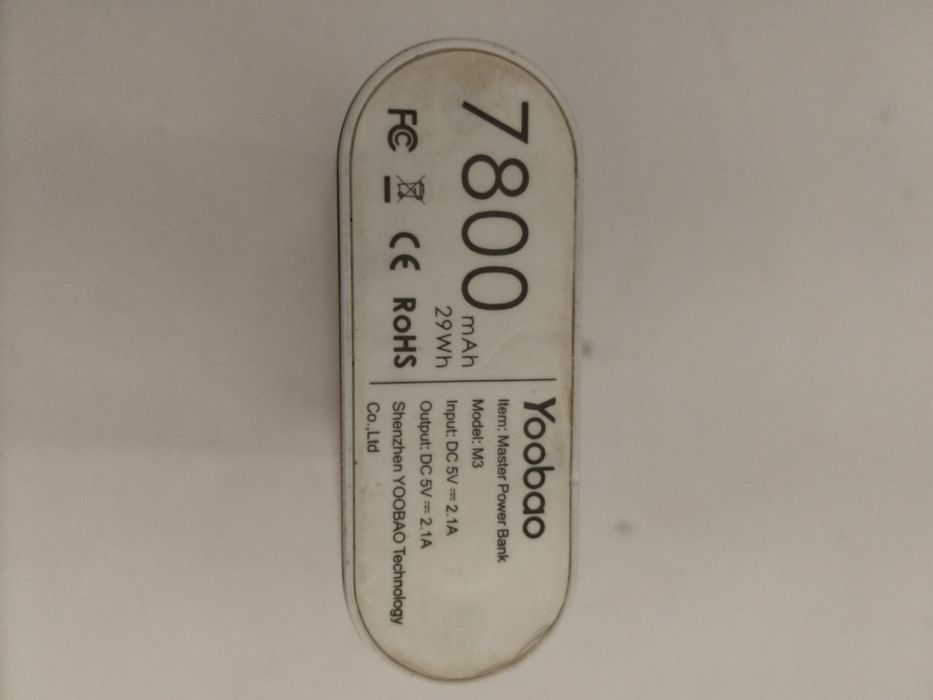 7800 mAh
29Wh
FC CE RoHS
Yoobao
Item: Master Power Bank
Model: M3
Input: DC 5V ⎓ 2.1A
Output: DC 5V ⎓ 2.1A
Shenzhen YOOBAO Technology
Co.,Ltd